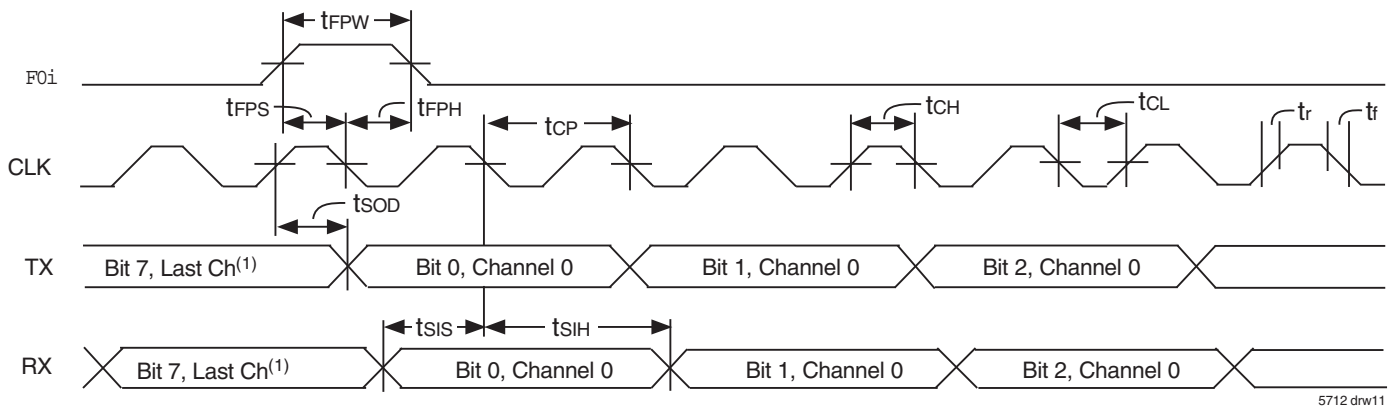 tFPW
F0i
tFPS
tFPH
tCP
tCH
tCL
tr
tf
CLK
tSOD
TX
Bit 7, Last Ch(1)
Bit 0, Channel 0
Bit 1, Channel 0
Bit 2, Channel 0
tSIS
tSIH
RX
Bit 7, Last Ch(1)
Bit 0, Channel 0
Bit 1, Channel 0
Bit 2, Channel 0
5712 drw11